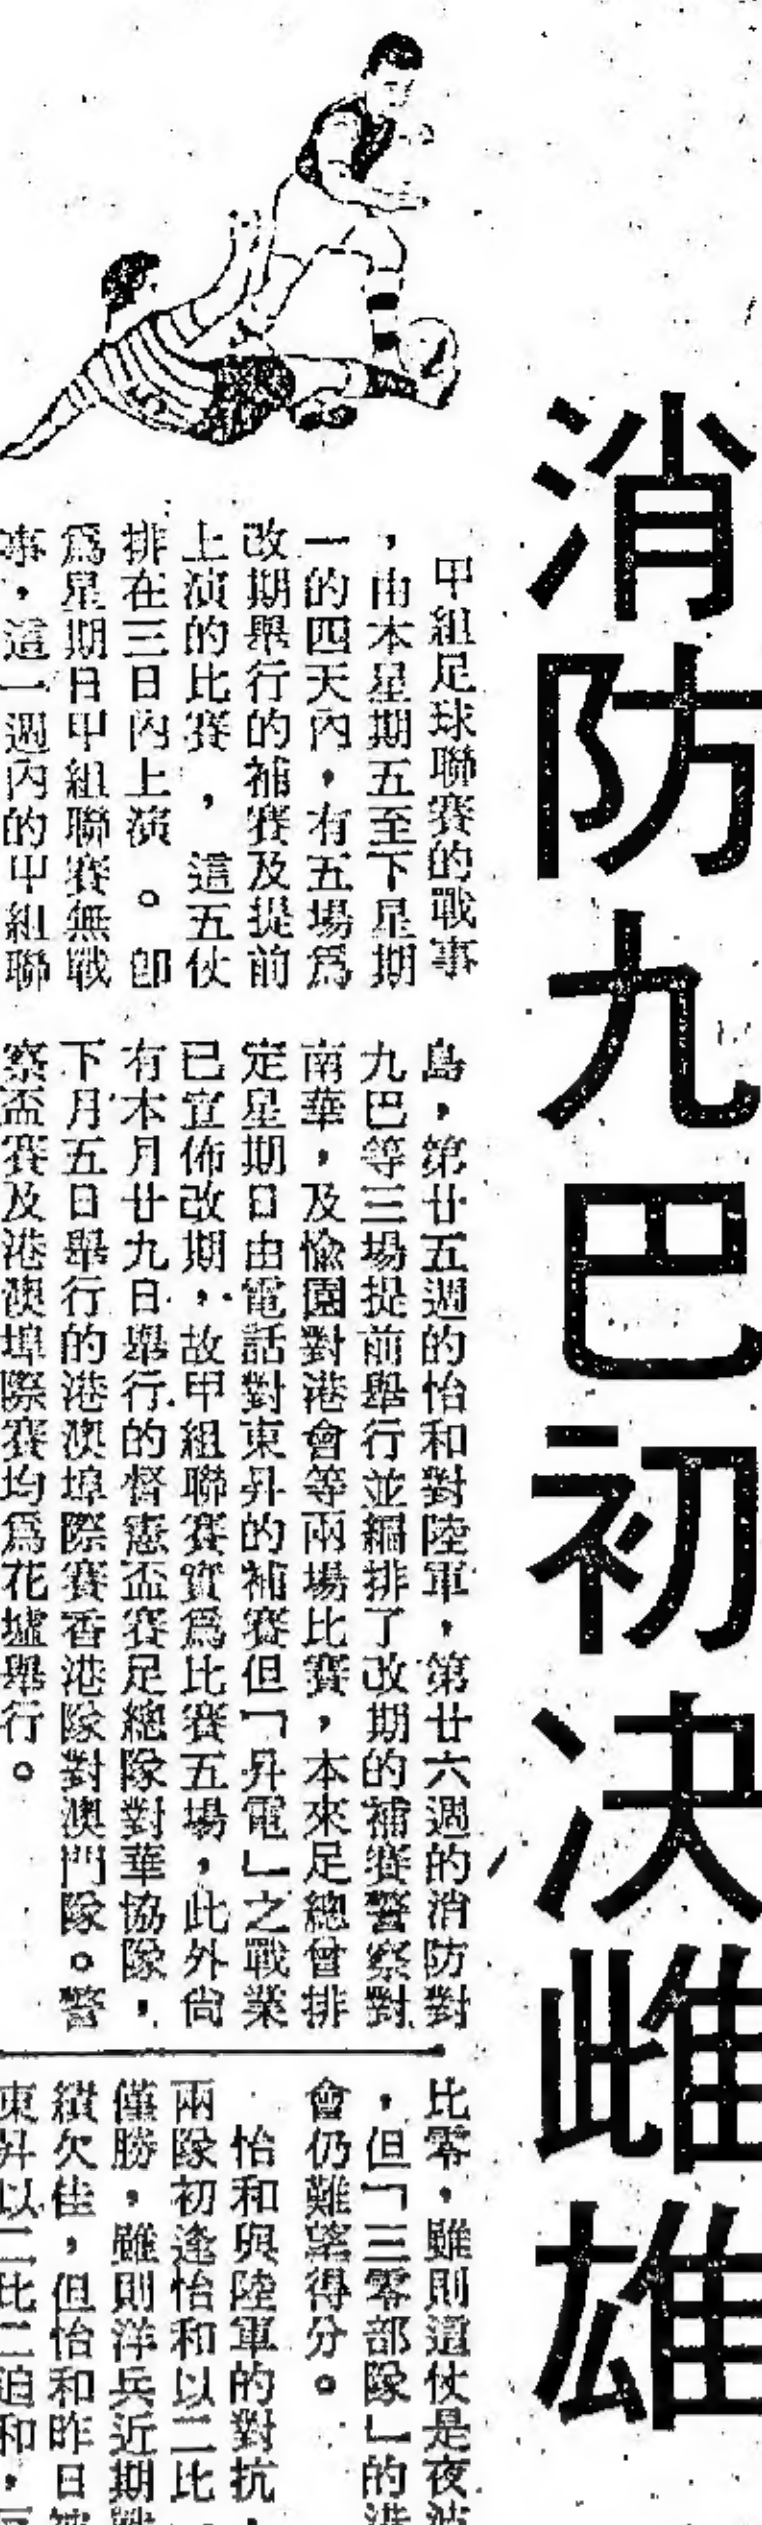 消防九巴初決雌雄
甲組足球聯賽的戰事
，由本星期五至下星期
一的四天內，有五場爲
改期舉行的補賽及提前
上演的比賽，這五仗
排在三日內上演。卽
爲星期日甲組聯賽無戰
事，這一週內的甲組聯
島，第廿五週的怡和對陸軍，第廿六週的消防對
九巴等三場提前舉行並編排了改期的補賽警察對
南華，及愉園對港會等兩場比賽，本來足總曾排
定星期日由電話對東昇的補賽但「昇電」之戰業
已宣佈改期，故甲組聯賽實爲比賽五場，此外尙
有本月廿九日舉行的督憲盃賽足總隊對華協隊，
下月五日舉行的港澳埠際賽香港隊對澳門隊。警
察盃賽及港澳埠際賽均爲花墟舉行。
比零，雖則這仗是夜波
，但「三零部隊」的港
會仍難望得分。
怡和與陸軍的對抗，
兩隊初逢怡和以二比一
僅勝，雖則洋兵近期戰
績欠佳，但怡和昨日被
東昇以二比二迫和，